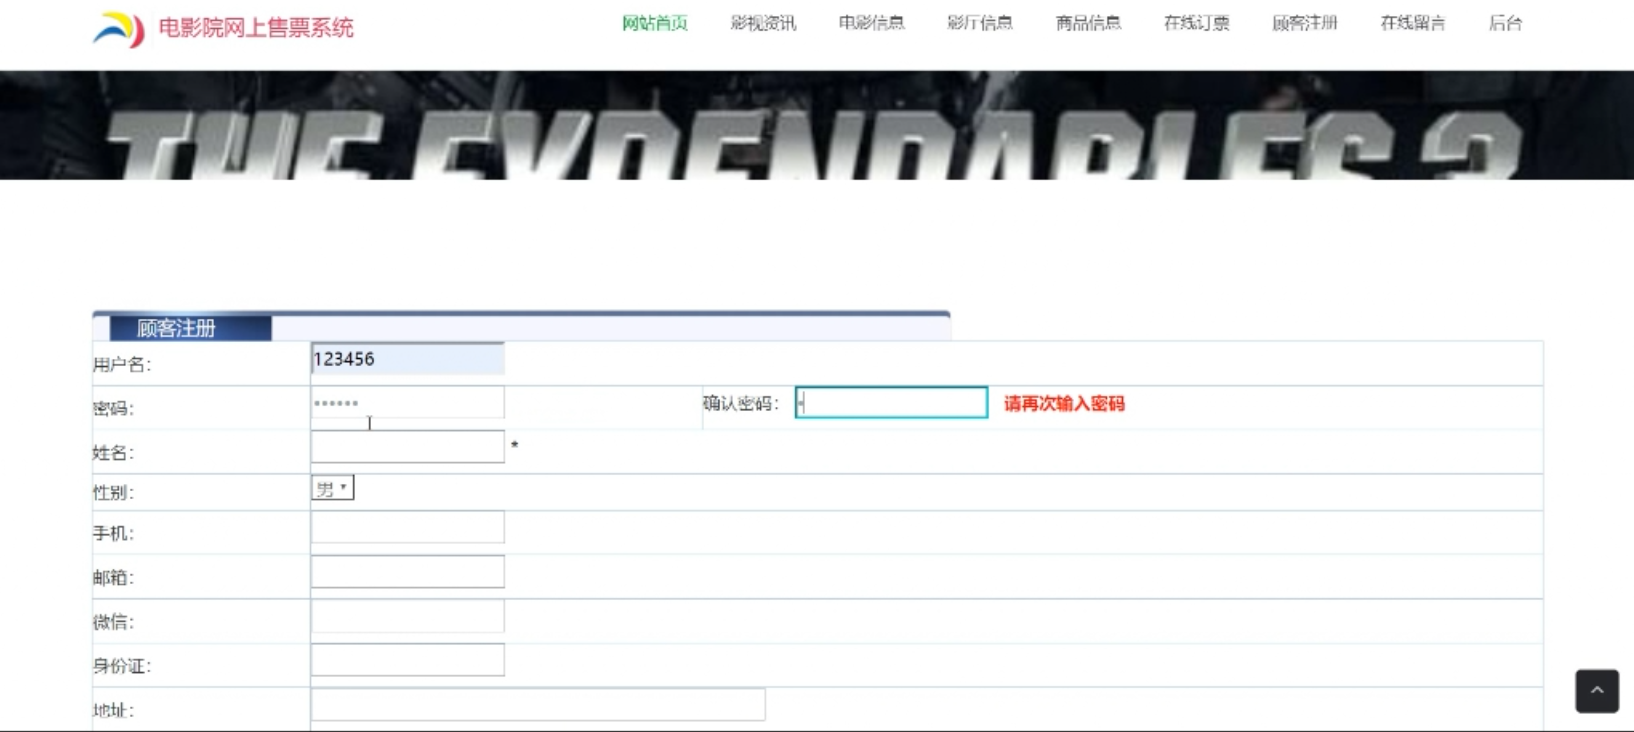 电影院网上售票系统
网站首页 影视资讯 电影信息 影厅信息 商品信息 在线订票 顾客注册 在线留言 后台
THE EXPENDABLES 3
顾客注册
用户名: 123456
密码: •••••• 确认密码: • 请再次输入密码
姓名: *
性别: 男
手机:
邮箱:
微信:
身份证:
地址: